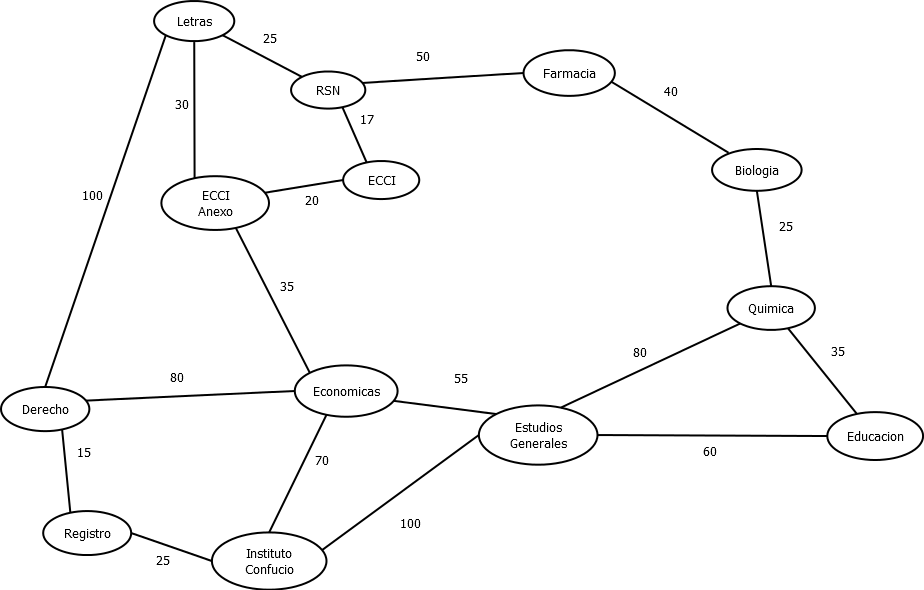 Letras
25
50
Farmacia
RSN
40
30
17
Biologia
ECCI
ECCI
Anexo
20
100
25
35
Quimica
80
35
80
55
Economicas
Derecho
Estudios
Generales
Educacion
15
70
60
100
Registro
25
Instituto
Confucio